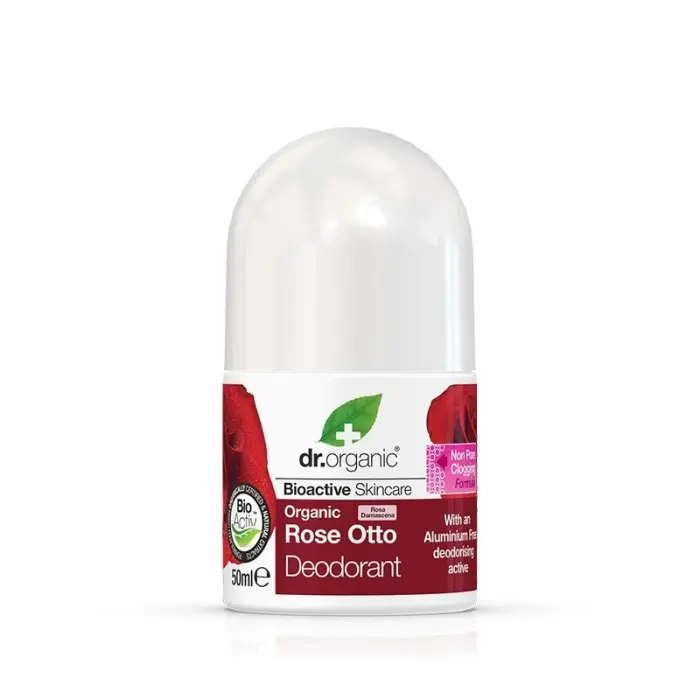 dr.organic®
Bioactive Skincare
Organic
Rosa
Damascena
Rose Otto
Deodorant
50ml e
Bio
Activ
™
Non Pore
Clogging
Formula
With an
Aluminium Free
deodorising
active